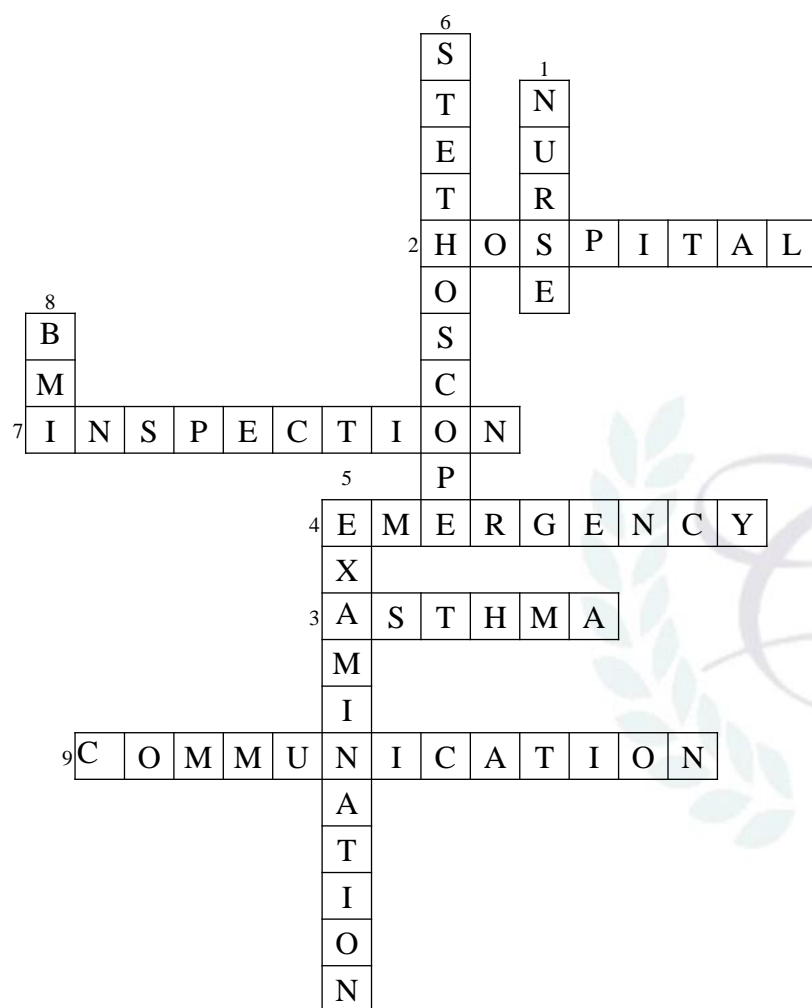 6
S
T 1 N
E U
T R
2 H O S P I T A L
O E
8
B S
M C
7 I N S P E C T I O N
5 P
4 E M E R G E N C Y
X
3 A S T H M A
M
I
9 C O M M U N I C A T I O N
A
T
I
O
N